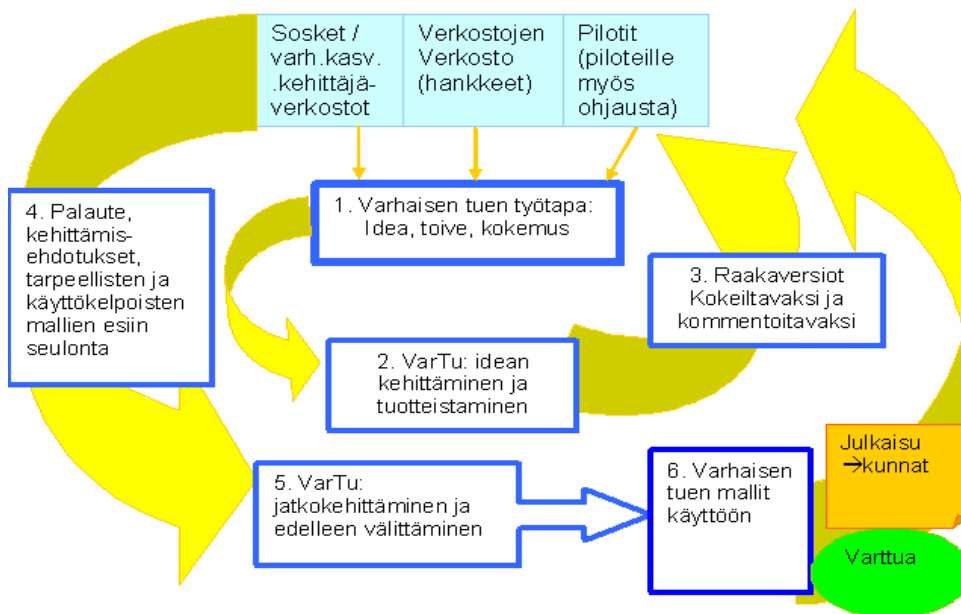 Sosket /
varh.kasv.
.kehittäjä-
verkostot
Verkostojen
Verkosto
(hankkeet)
Pilotit
(piloteille
myös
ohjausta)
1. Varhaisen tuen työtapa:
Idea, toive, kokemus
4. Palaute,
kehittämis-
ehdotukset,
tarpeellisten ja
käyttökelpoisten
mallien esiin
seulonta
3. Raakaversiot
Kokeiltavaksi ja
kommentoitavaksi
2. VarTu: idean
kehittäminen ja
tuotteistaminen
5. VarTu:
jatkokehittäminen ja
edelleen välittäminen
6. Varhaisen
tuen mallit
käyttöön
Julkaisu
→kunnat
Varttua